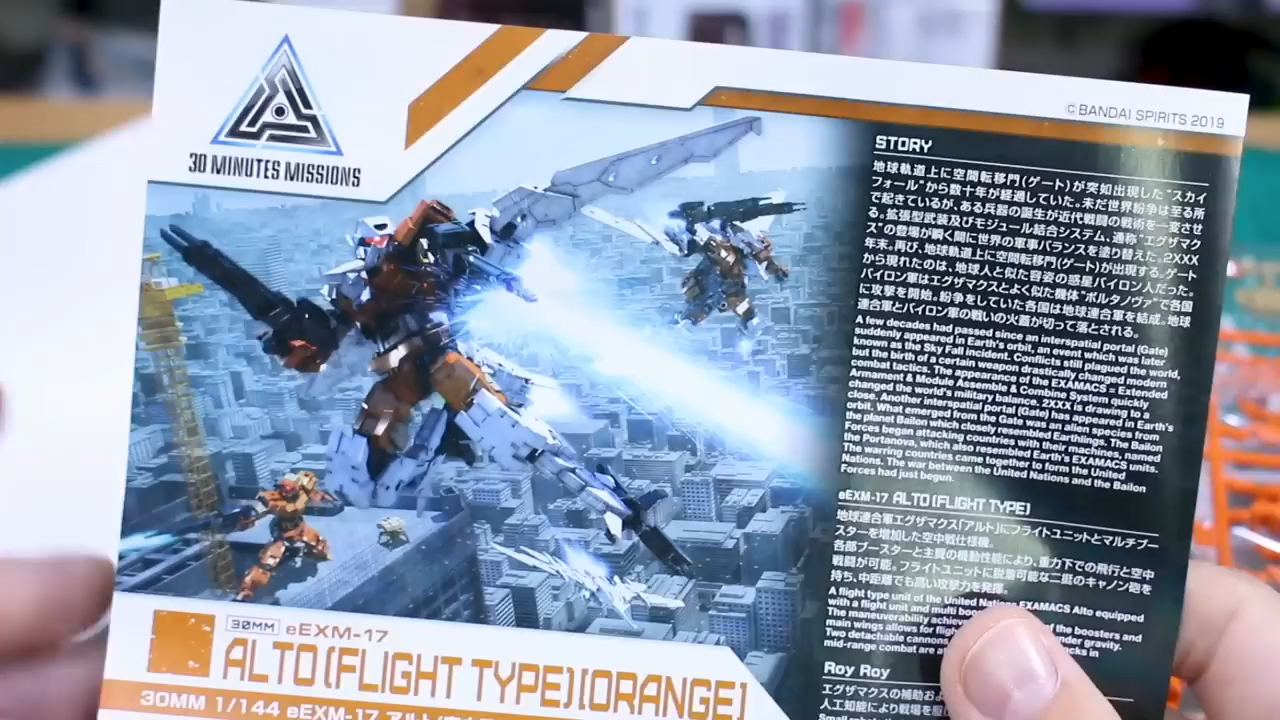 30 MINUTES MISSIONS
©BANDAI SPIRITS 2019
STORY
地球軌道上に空間転移門(ゲート)が突如出現した"スカイ
フォール"から数十年が経過していた。未だ世界紛争は至る所
で起きているが、ある兵器の誕生が近代戦闘の戦術を一変させ
る。拡張型武装及びモジュール結合システム、通称"エグザマク
ス"の登場が瞬く間に世界の軍事バランスを塗り替えた。2XXX
年末。再び、地球軌道上に空間転移門(ゲート)が出現する。ゲート
から現れたのは、地球人と似た容姿の惑星バイロン人だった。
バイロン軍はエグザマクスとよく似た機体"ポルタノヴァ"で各国
に攻撃を開始。紛争をしていた各国は地球連合軍を結成。地球
連合軍とバイロン軍の戦いの火蓋が切って落とされる。
A few decades had passed since an interspatial portal (Gate)
suddenly appeared in Earth's orbit, an event which was later
known as the Sky Fall incident. Conflicts still plagued the world,
but the birth of a certain weapon drastically changed modern
combat tactics. The appearance of the EXAMACS = Extended
Armament & Module Assemble & Combine System quickly
changed the world's military balance. 2XXX is drawing to a
close. Another interspatial portal (Gate) has appeared in Earth's
orbit. What emerged from the Gate was an alien species from
the planet Bailon which closely resembled Earthlings. The Bailon
Forces began attacking countries with their machines, named
the Portanova, which also resembled Earth's EXAMACS units.
The warring countries came together to form the United
Nations. The war between the United Nations and the Bailon
Forces had just begun.
eEXM-17 ALTO (FLIGHT TYPE)
地球連合軍エグザマクス「アルト」にフライトユニットとマルチブー
スターを増加した空中戦仕様機。
各部ブースターと主翼の機動性能により、重力下での飛行と空中
戦闘が可能。フライトユニットに脱着可能な二挺のキャノン砲を
持ち、中距離でも高い攻撃力を発揮。
A flight type unit of the United Nations EXAMACS Alto equipped
with a flight unit and multi boo
The maneuverability achiev of the boosters and
main wings allows for fligh under gravity.
Two detachable cannons
mid-range combat are at
Roy Roy
エグザマクスの補助およ
人工知能により戦場を駆け
30MM eEXM-17
ALTO (FLIGHT TYPE) [ORANGE]
30MM 1/144 eEXM-17 アルト